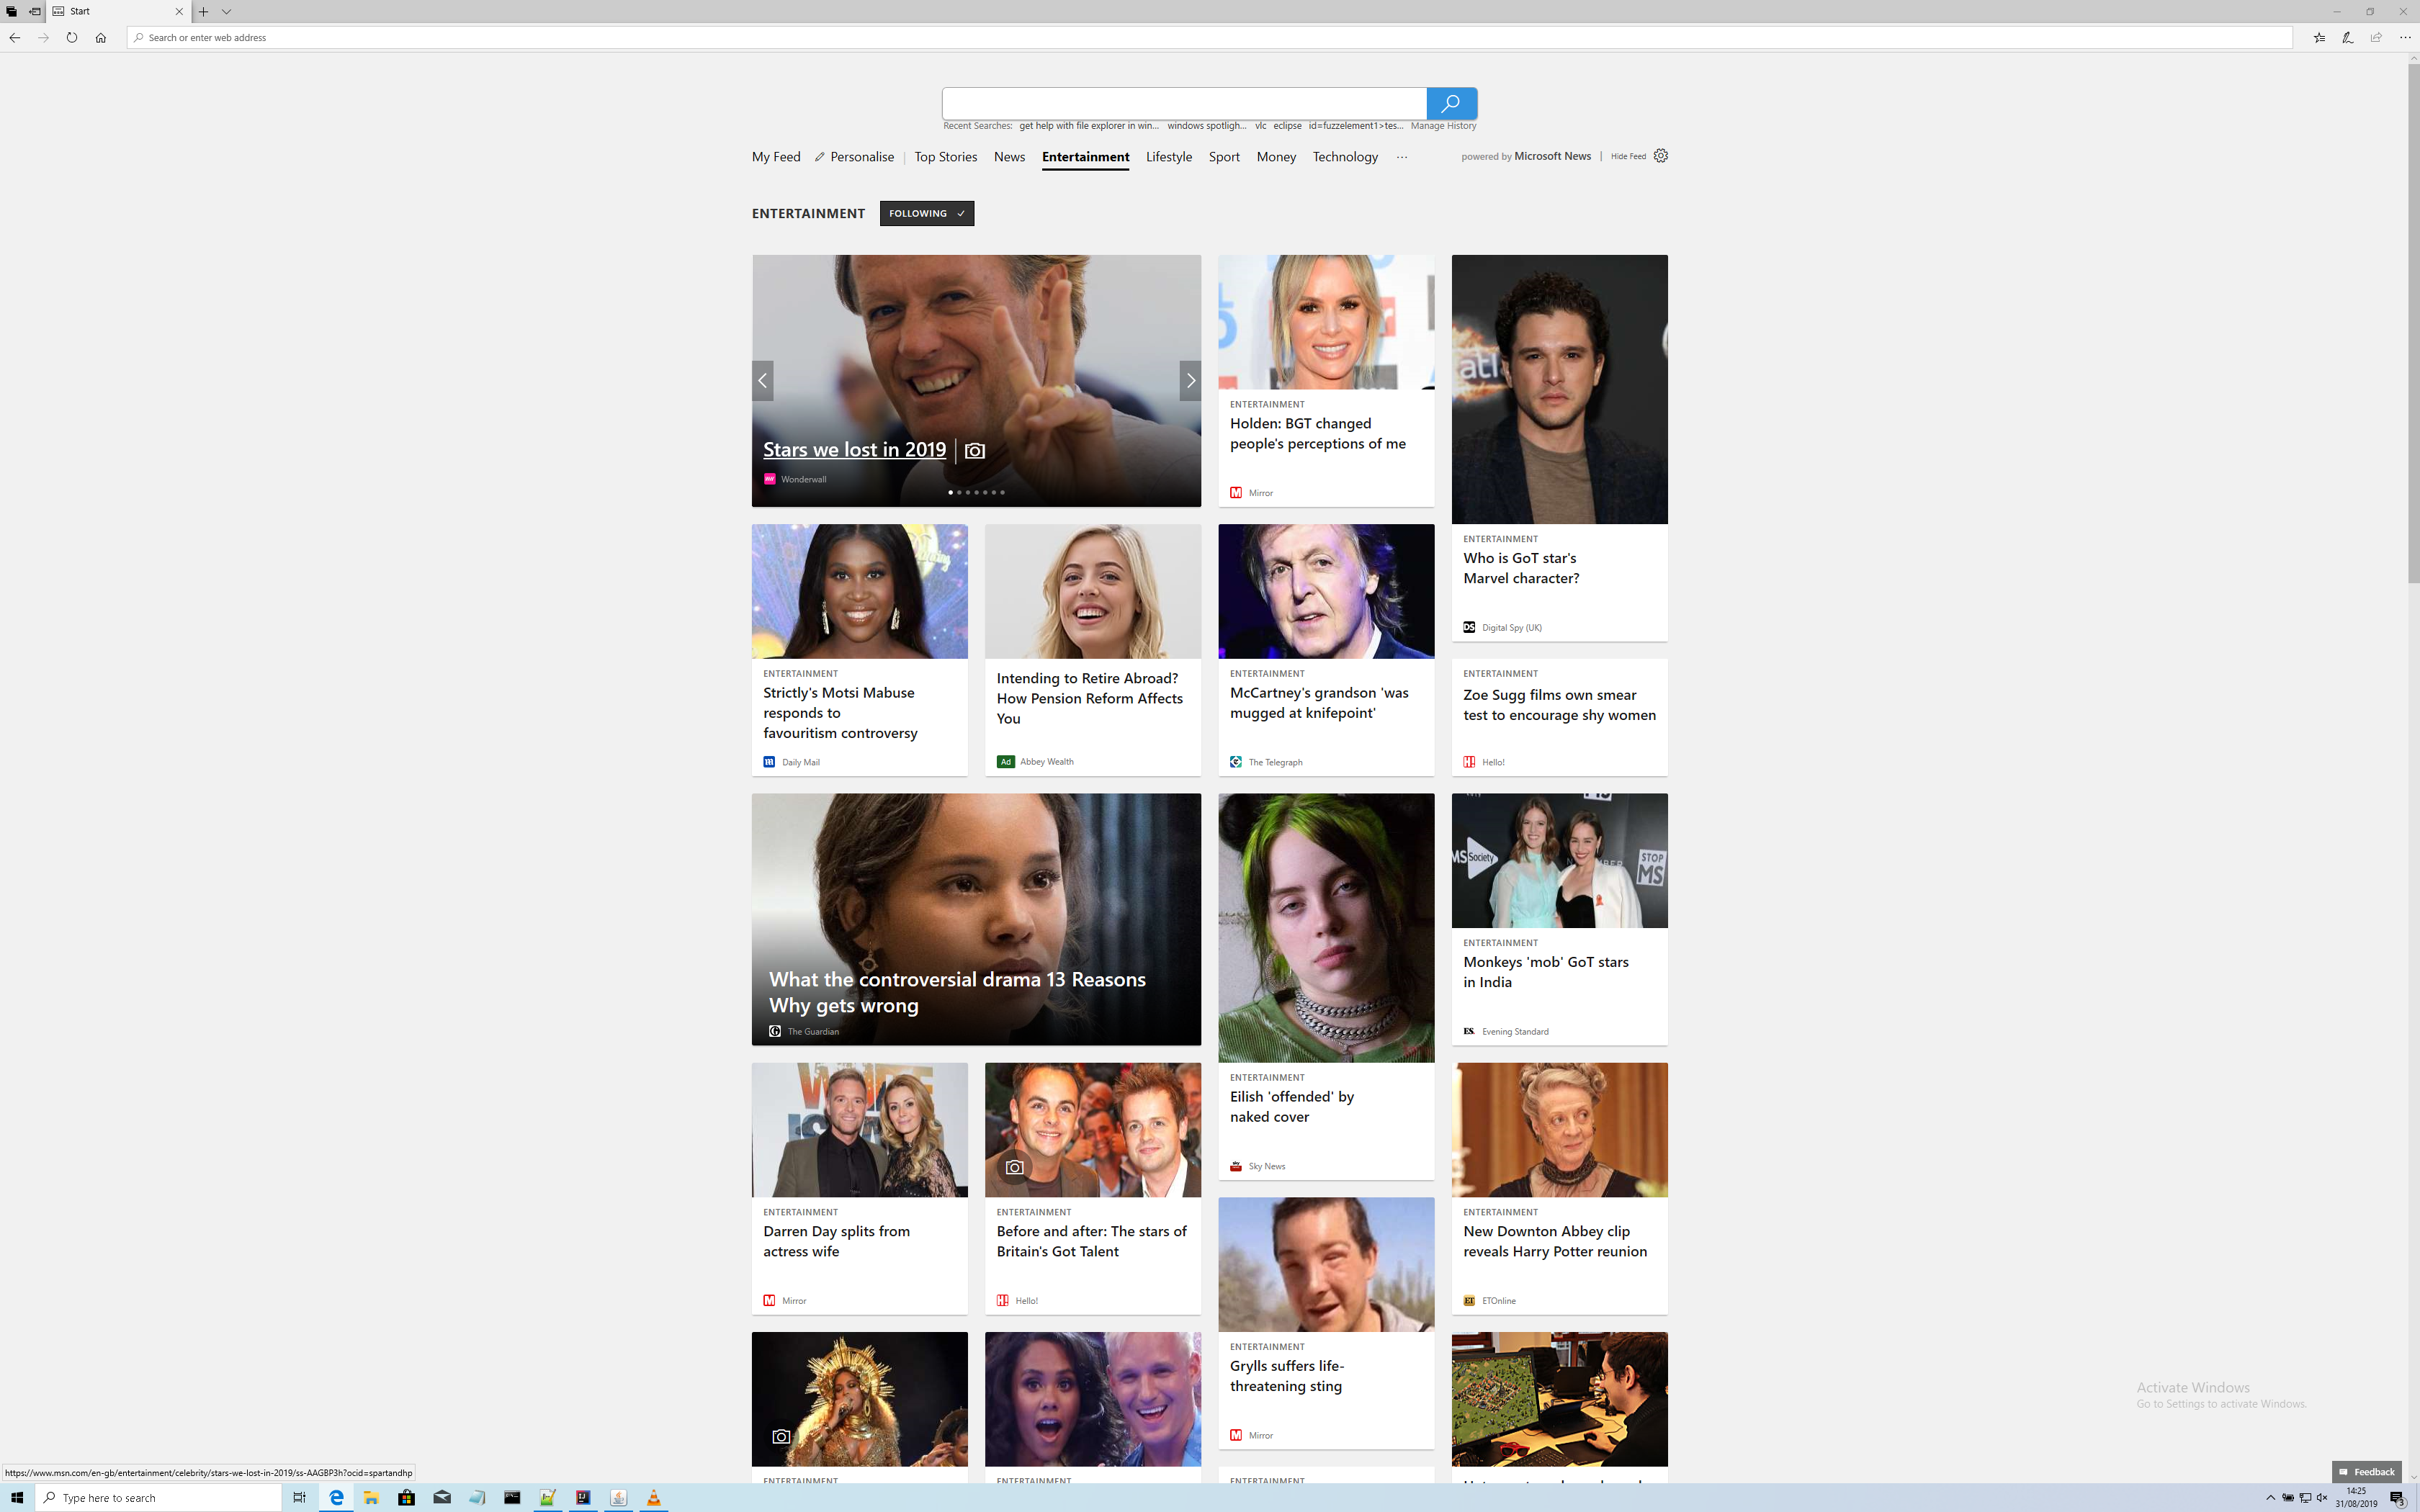 Start
Search or enter web address
Recent Searches: get help with file explorer in win... windows spotligh... vlc eclipse id=fuzzelement1>tes... Manage History
My Feed Personalise Top Stories News Entertainment Lifestyle Sport Money Technology ... powered by Microsoft News | Hide Feed
ENTERTAINMENT FOLLOWING
Stars we lost in 2019
Wonderwall
ENTERTAINMENT
Holden: BGT changed
people's perceptions of me
Mirror
ENTERTAINMENT
Who is GoT star's
Marvel character?
DS Digital Spy (UK)
ENTERTAINMENT
Strictly's Motsi Mabuse
responds to
favouritism controversy
Daily Mail
Intending to Retire Abroad?
How Pension Reform Affects
You
Ad Abbey Wealth
ENTERTAINMENT
McCartney's grandson 'was
mugged at knifepoint'
The Telegraph
ENTERTAINMENT
Zoe Sugg films own smear
test to encourage shy women
H! Hello!
What the controversial drama 13 Reasons
Why gets wrong
The Guardian
ENTERTAINMENT
Eilish 'offended' by
naked cover
Sky News
MS Society
STOP
MS
ENTERTAINMENT
Monkeys 'mob' GoT stars
in India
ES Evening Standard
ENTERTAINMENT
Darren Day splits from
actress wife
Mirror
ENTERTAINMENT
Before and after: The stars of
Britain's Got Talent
H! Hello!
ENTERTAINMENT
Grylls suffers life-
threatening sting
Mirror
ENTERTAINMENT
New Downton Abbey clip
reveals Harry Potter reunion
ET ETOnline
ENTERTAINMENT
ENTERTAINMENT
ENTERTAINMENT
Activate Windows
Go to Settings to activate Windows.
Feedback
https://www.msn.com/en-gb/entertainment/celebrity/stars-we-lost-in-2019/ss-AAGBP3h?ocid=spartandhp
Type here to search
14:25
31/08/2019
3